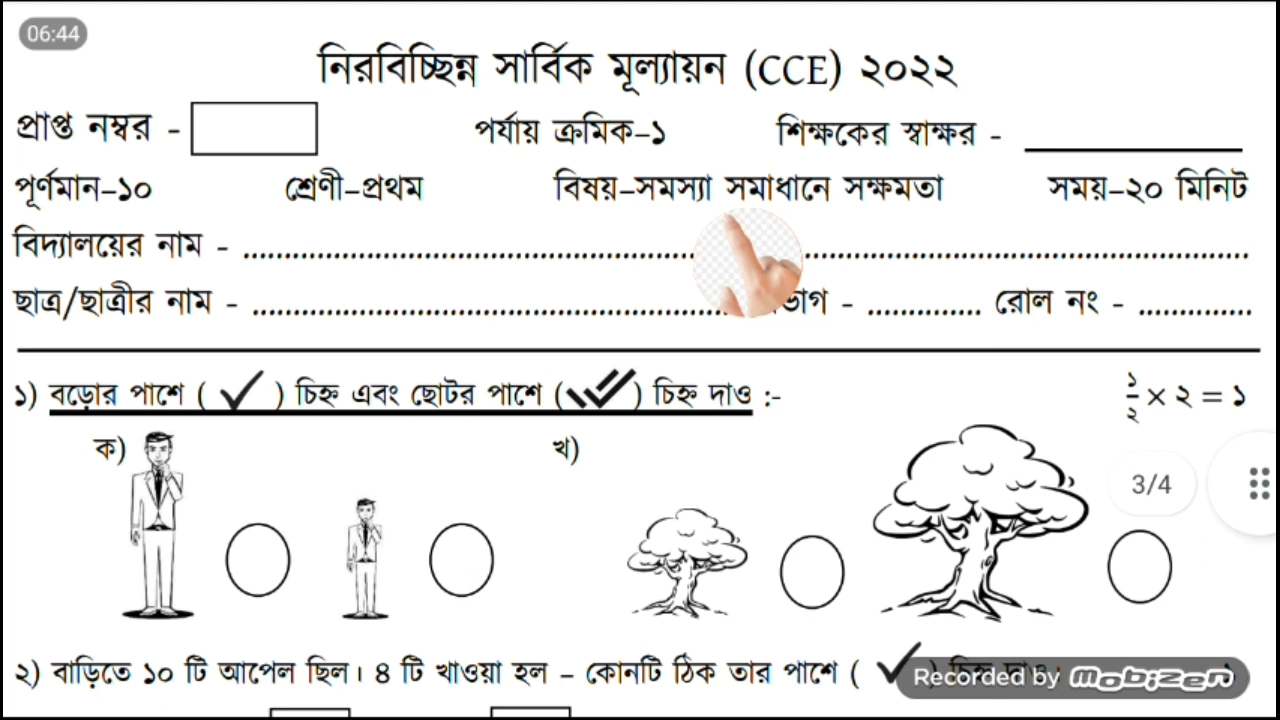 06:44
নিরবিচ্ছিন্ন সার্বিক মূল্যায়ন (CCE) ২০২২
প্রাপ্ত নম্বর - পর্যায় ক্রমিক-১ শিক্ষকের স্বাক্ষর -
পূর্ণমান-১০ শ্রেণী-প্রথম বিষয়-সমস্যা সমাধানে সক্ষমতা সময়-২০ মিনিট
বিদ্যালয়ের নাম -
ছাত্র/ছাত্রীর নাম - রোল নং -
১) বড়োর পাশে ( ✓ ) চিহ্ন এবং ছোটর পাশে ( ) চিহ্ন দাও :- ১/২ × ২ = ১
ক) খ)
3/4
২) বাড়িতে ১০ টি আপেল ছিল। ৪ টি খাওয়া হল - কোনটি ঠিক তার পাশে ( ✓
Recorded by Mobizen